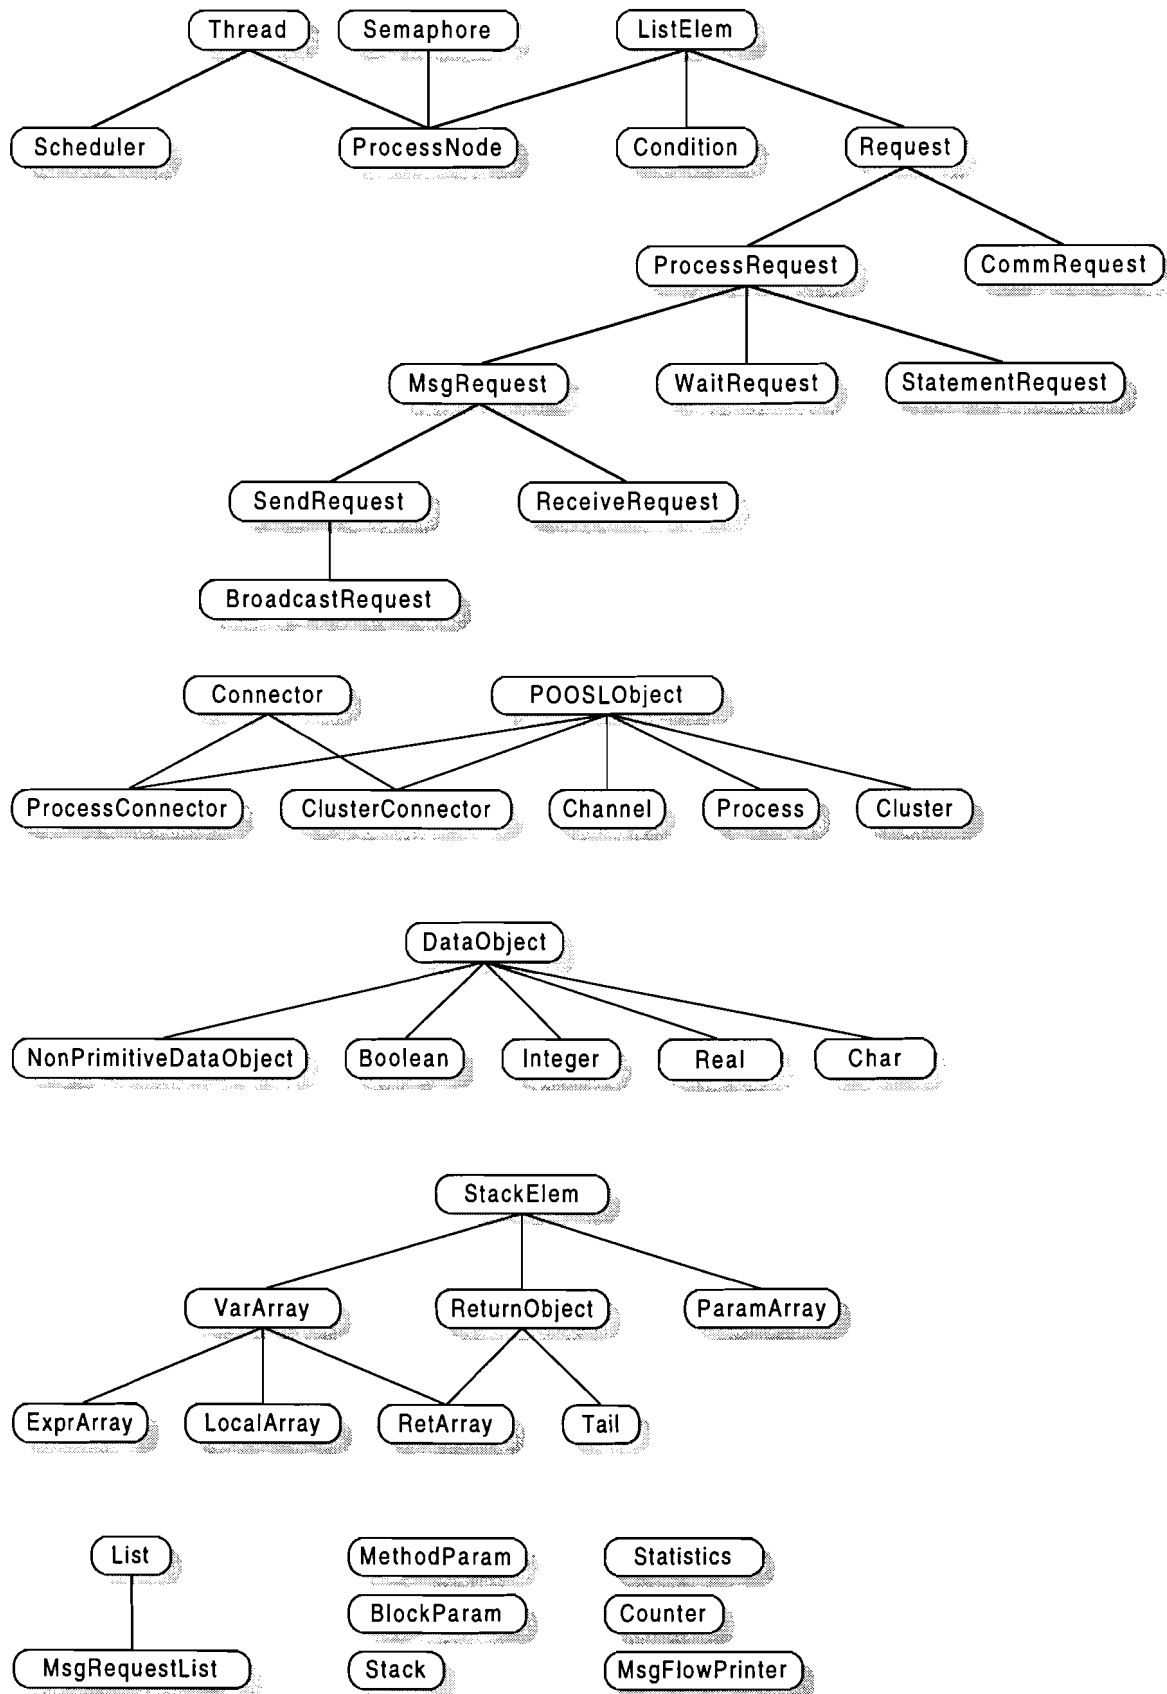 Thread
Semaphore
ListElem
Scheduler
ProcessNode
Condition
Request
ProcessRequest
CommRequest
MsgRequest
WaitRequest
StatementRequest
SendRequest
ReceiveRequest
BroadcastRequest
Connector
POOSLObject
ProcessConnector
ClusterConnector
Channel
Process
Cluster
DataObject
NonPrimitiveDataObject
Boolean
Integer
Real
Char
StackElem
VarArray
ReturnObject
ParamArray
ExprArray
LocalArray
RetArray
Tail
List
MethodParam
Statistics
BlockParam
Counter
MsgRequestList
Stack
MsgFlowPrinter